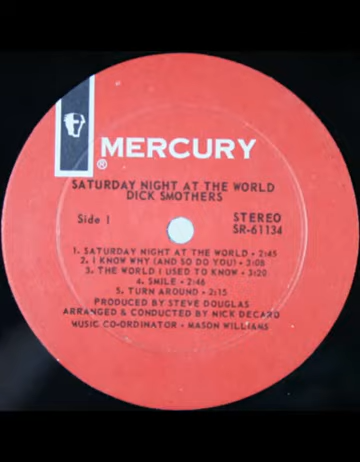 MERCURY
®
SATURDAY NIGHT AT THE WORLD
DICK SMOTHERS
Side 1 STEREO
SR-61134
1. SATURDAY NIGHT AT THE WORLD • 2:45
2. I KNOW WHY (AND SO DO YOU) • 3:08
3. THE WORLD I USED TO KNOW • 3:20
4. SMILE • 2:46
5. TURN AROUND • 2:15
PRODUCED BY STEVE DOUGLAS
ARRANGED & CONDUCTED BY NICK DECARO
MUSIC CO-ORDINATOR • MASON WILLIAMS